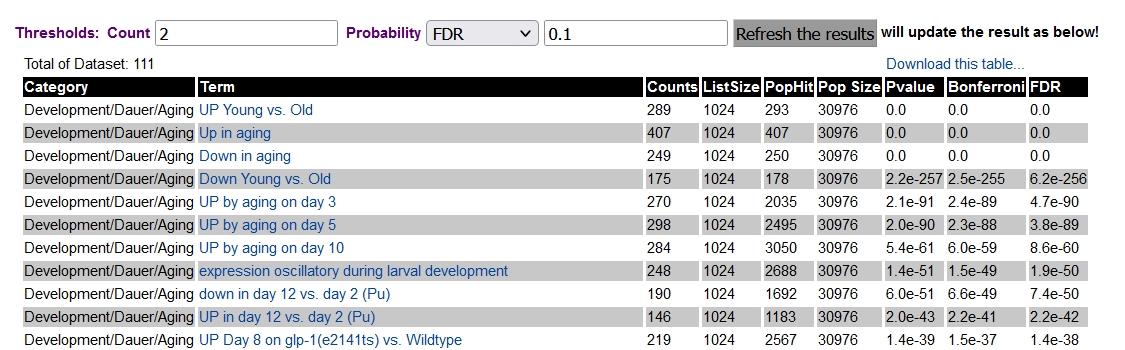 Thresholds: Count 2 Probability FDR 0.1 Refresh the results will update the result as below!
Total of Dataset: 111 Download this table...
Category Term Counts ListSize PopHit Pop Size Pvalue Bonferroni FDR
Development/Dauer/Aging UP Young vs. Old 289 1024 293 30976 0.0 0.0 0.0
Development/Dauer/Aging Up in aging 407 1024 407 30976 0.0 0.0 0.0
Development/Dauer/Aging Down in aging 249 1024 250 30976 0.0 0.0 0.0
Development/Dauer/Aging Down Young vs. Old 175 1024 178 30976 2.2e-257 2.5e-255 6.2e-256
Development/Dauer/Aging UP by aging on day 3 270 1024 2035 30976 2.1e-91 2.4e-89 4.7e-90
Development/Dauer/Aging UP by aging on day 5 298 1024 2495 30976 2.0e-90 2.3e-88 3.8e-89
Development/Dauer/Aging UP by aging on day 10 284 1024 3050 30976 5.4e-61 6.0e-59 8.6e-60
Development/Dauer/Aging expression oscillatory during larval development 248 1024 2688 30976 1.4e-51 1.5e-49 1.9e-50
Development/Dauer/Aging down in day 12 vs. day 2 (Pu) 190 1024 1692 30976 6.0e-51 6.6e-49 7.4e-50
Development/Dauer/Aging UP in day 12 vs. day 2 (Pu) 146 1024 1183 30976 2.0e-43 2.2e-41 2.2e-42
Development/Dauer/Aging UP Day 8 on glp-1(e2141ts) vs. Wildtype 219 1024 2567 30976 1.4e-39 1.5e-37 1.4e-38